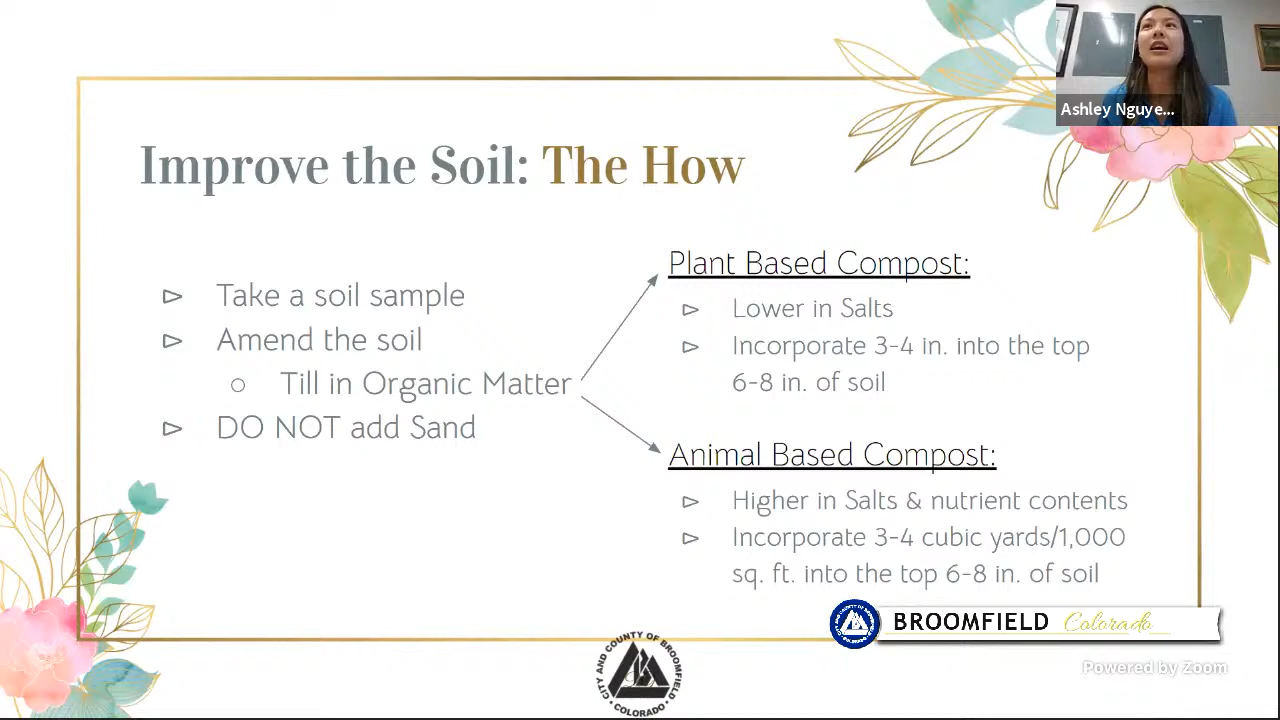 Ashley Nguye...
Improve the Soil: The How
Take a soil sample
Amend the soil
Till in Organic Matter
DO NOT add Sand
Plant Based Compost:
Lower in Salts
Incorporate 3-4 in. into the top
6-8 in. of soil
Animal Based Compost:
Higher in Salts & nutrient contents
Incorporate 3-4 cubic yards/1,000
sq. ft. into the top 6-8 in. of soil
BROOMFIELD Colorado
CITY AND COUNTY OF BROOMFIELD
COLORADO
Powered by Zoom